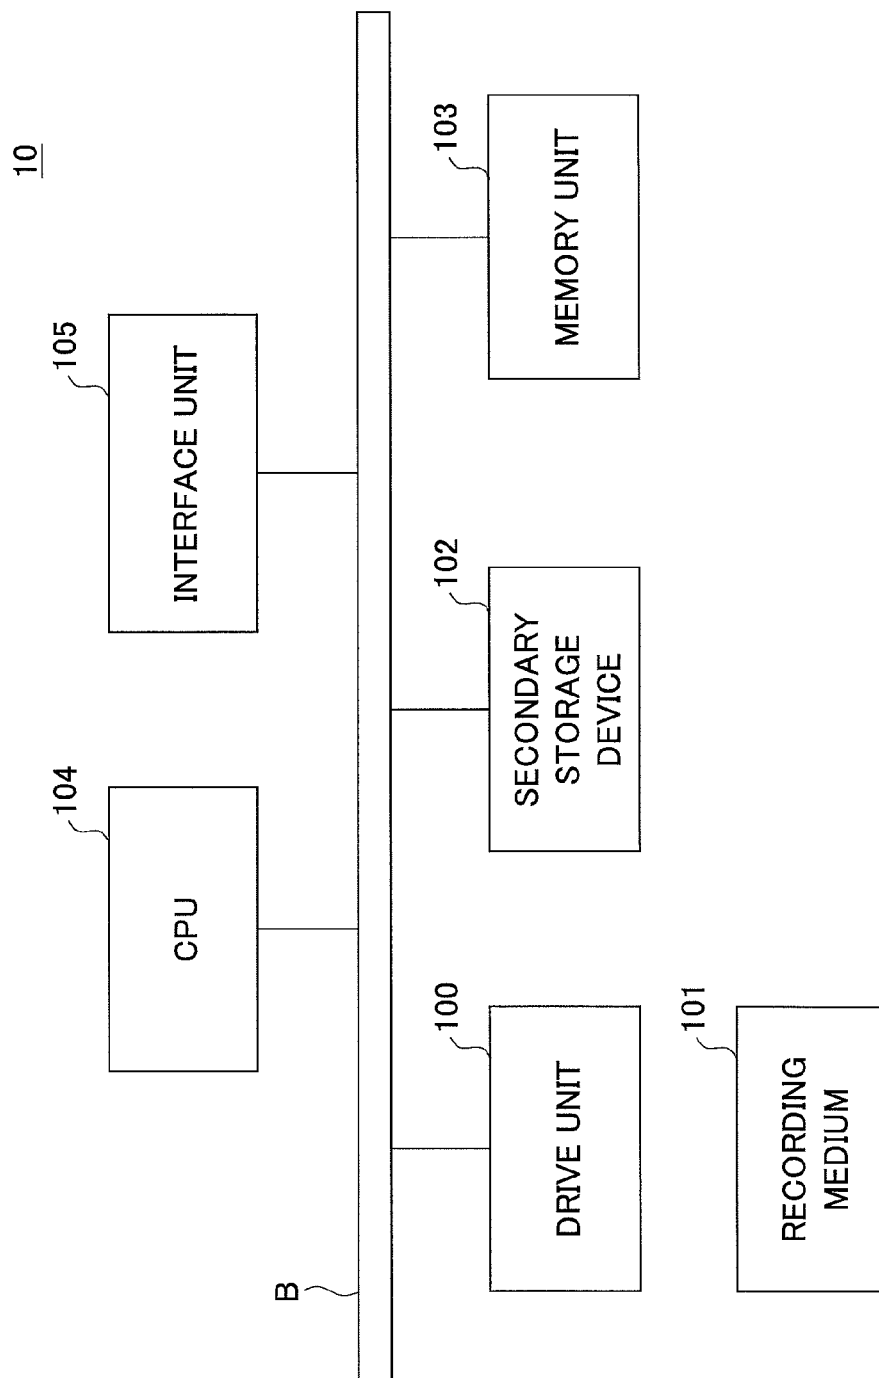 10
104
CPU
105
INTERFACE UNIT
B
100
DRIVE UNIT
102
SECONDARY
STORAGE
DEVICE
103
MEMORY UNIT
101
RECORDING
MEDIUM